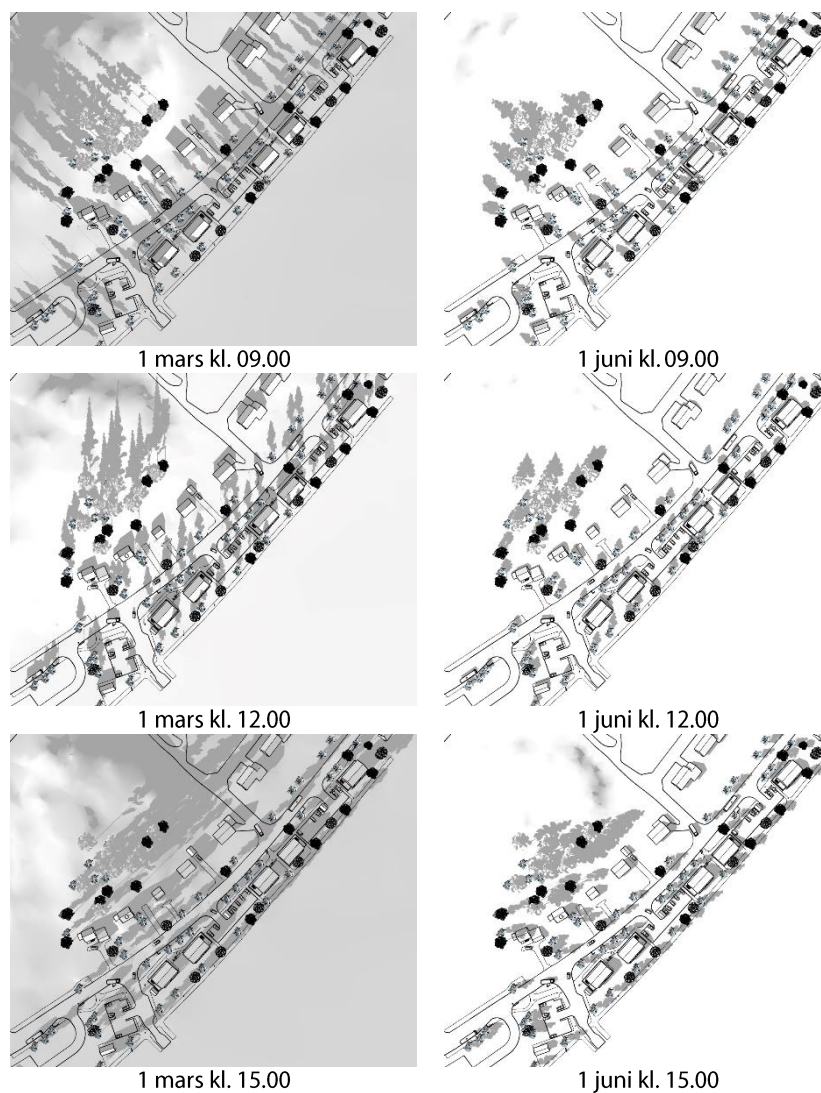 1 mars kl. 09.00
1 juni kl. 09.00
1 mars kl. 12.00
1 juni kl. 12.00
1 mars kl. 15.00
1 juni kl. 15.00